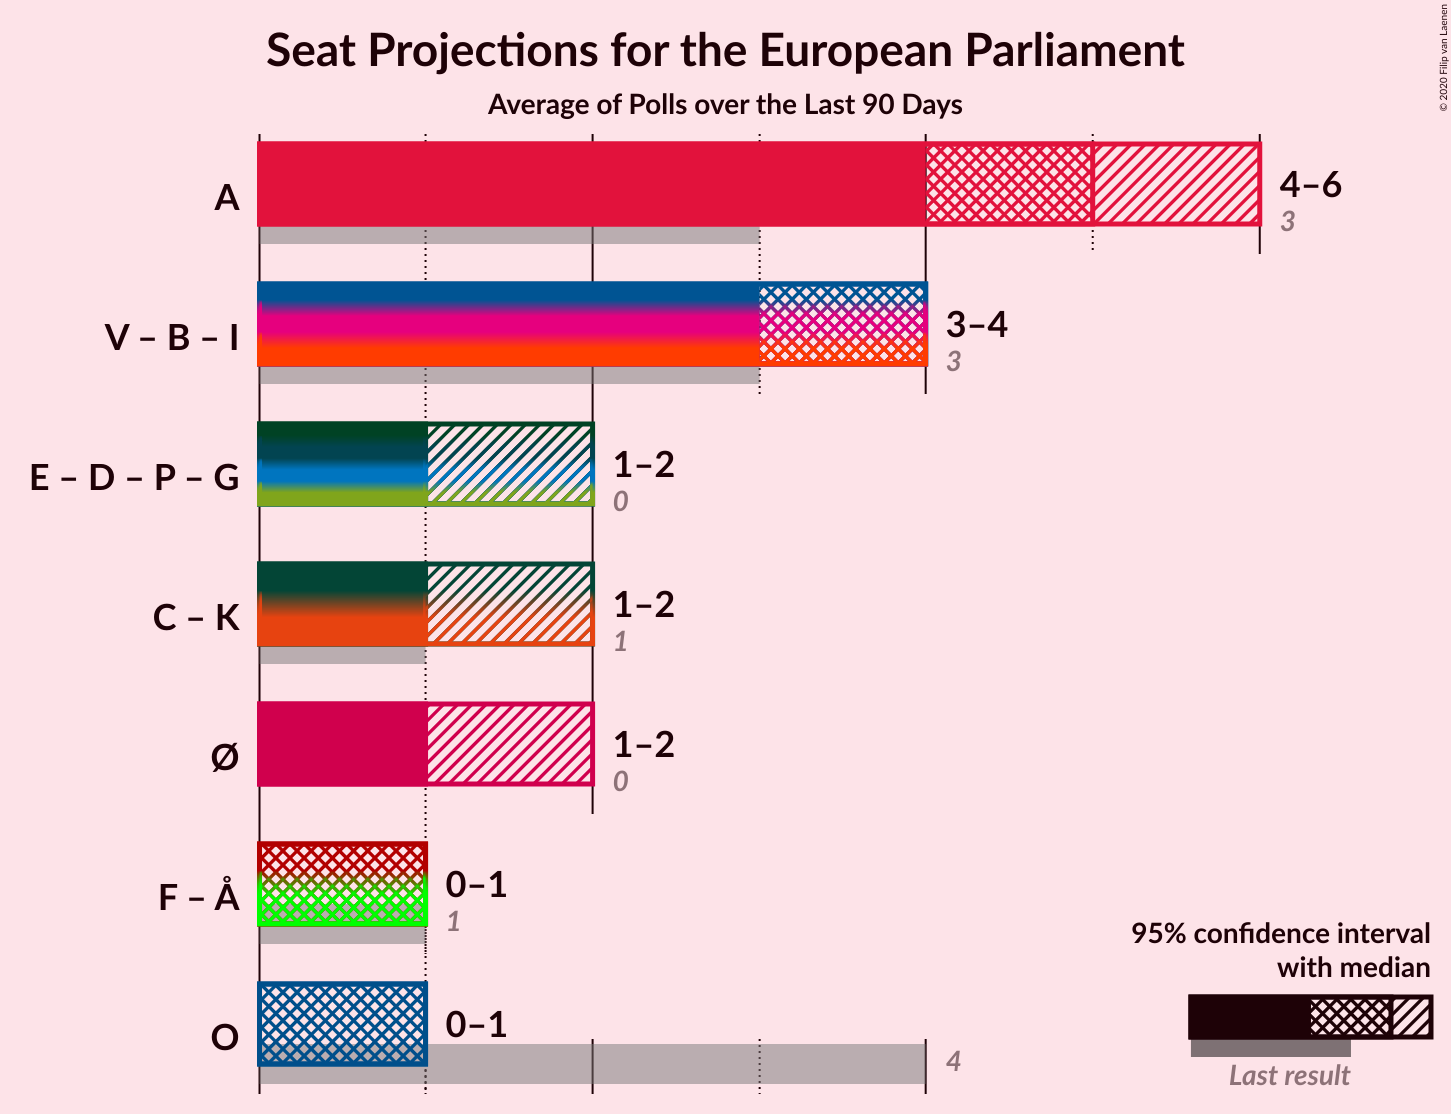 Seat Projections for the European Parliament
Average of Polls over the Last 90 Days
© 2020 Filip van Laenen
A
4–6
3
V – B – I
3–4
3
E – D – P – G
1–2
0
C – K
1–2
1
Ø
1–2
0
F – Å
0–1
1
O
0–1
4
95% confidence interval
with median
Last result